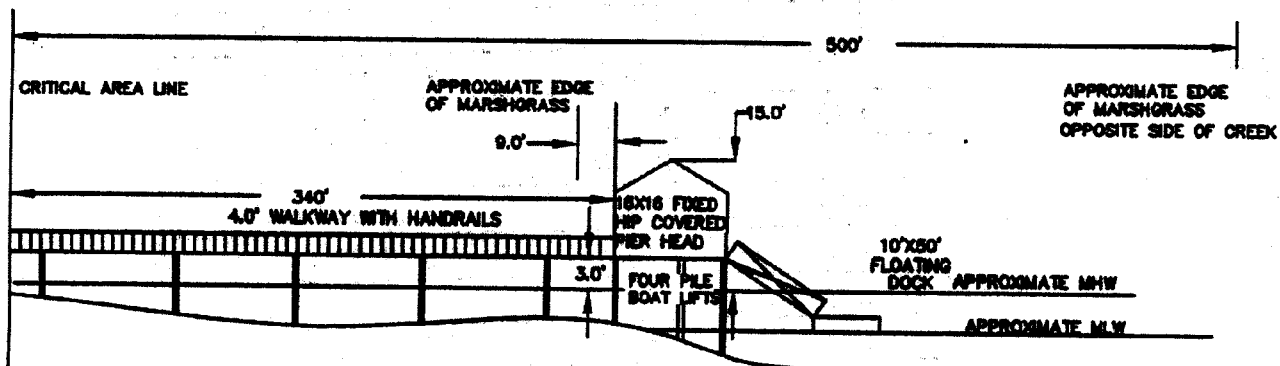 500'
CRITICAL AREA LINE
APPROXIMATE EDGE
OF MARSHGRASS
APPROXIMATE EDGE
OF MARSHGRASS
OPPOSITE SIDE OF CREEK
15.0'
9.0'
340'
4.0' WALKWAY WITH HANDRAILS
16X16 FIXED
HIP COVERED
PIER HEAD
3.0'
FOUR PILE
BOAT LIFTS
10'X50'
FLOATING
DOCK
APPROXIMATE MHW
APPROXIMATE MLW